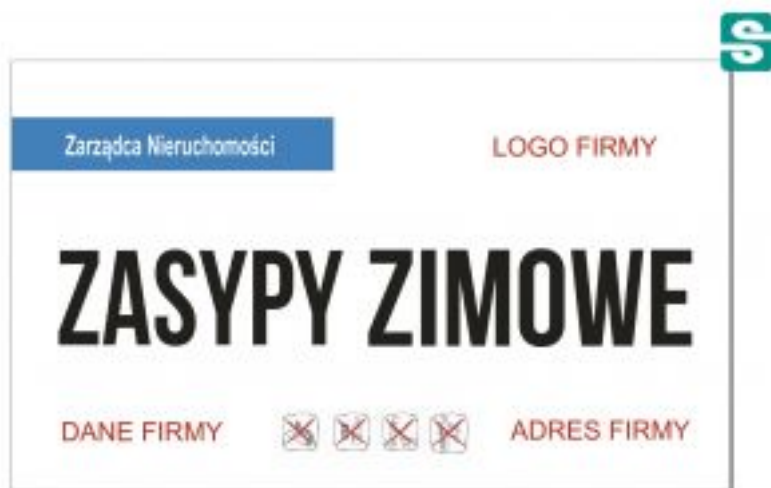 S
Zarządca Nieruchomości
LOGO FIRMY
ZASYPY ZIMOWE
DANE FIRMY
ADRES FIRMY